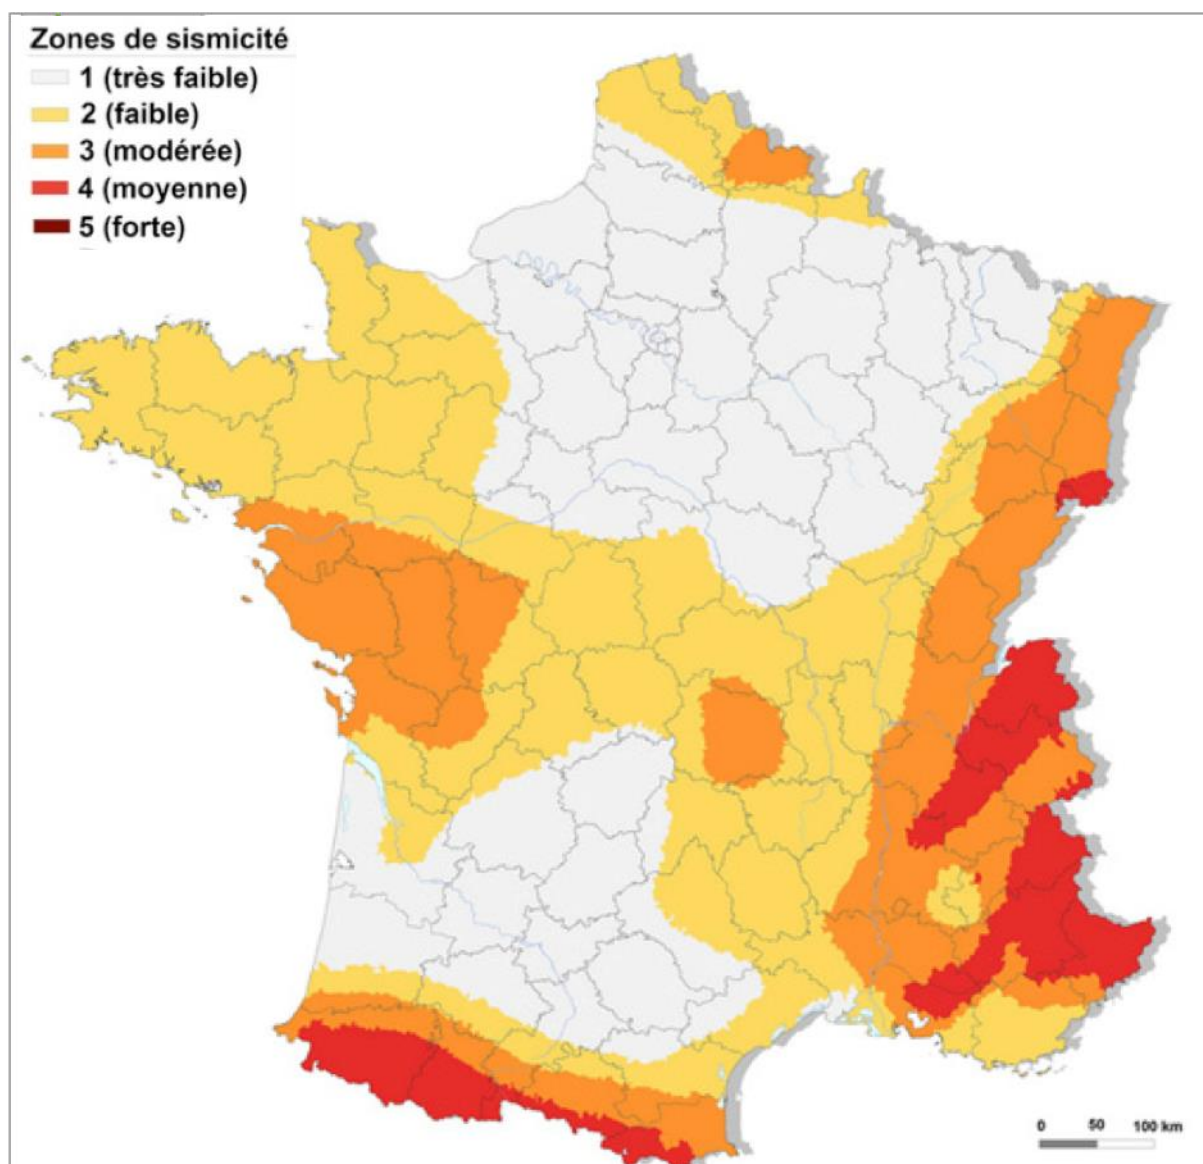 Zones de sismicité
1 (très faible)
2 (faible)
3 (modérée)
4 (moyenne)
5 (forte)
0 50 100 km